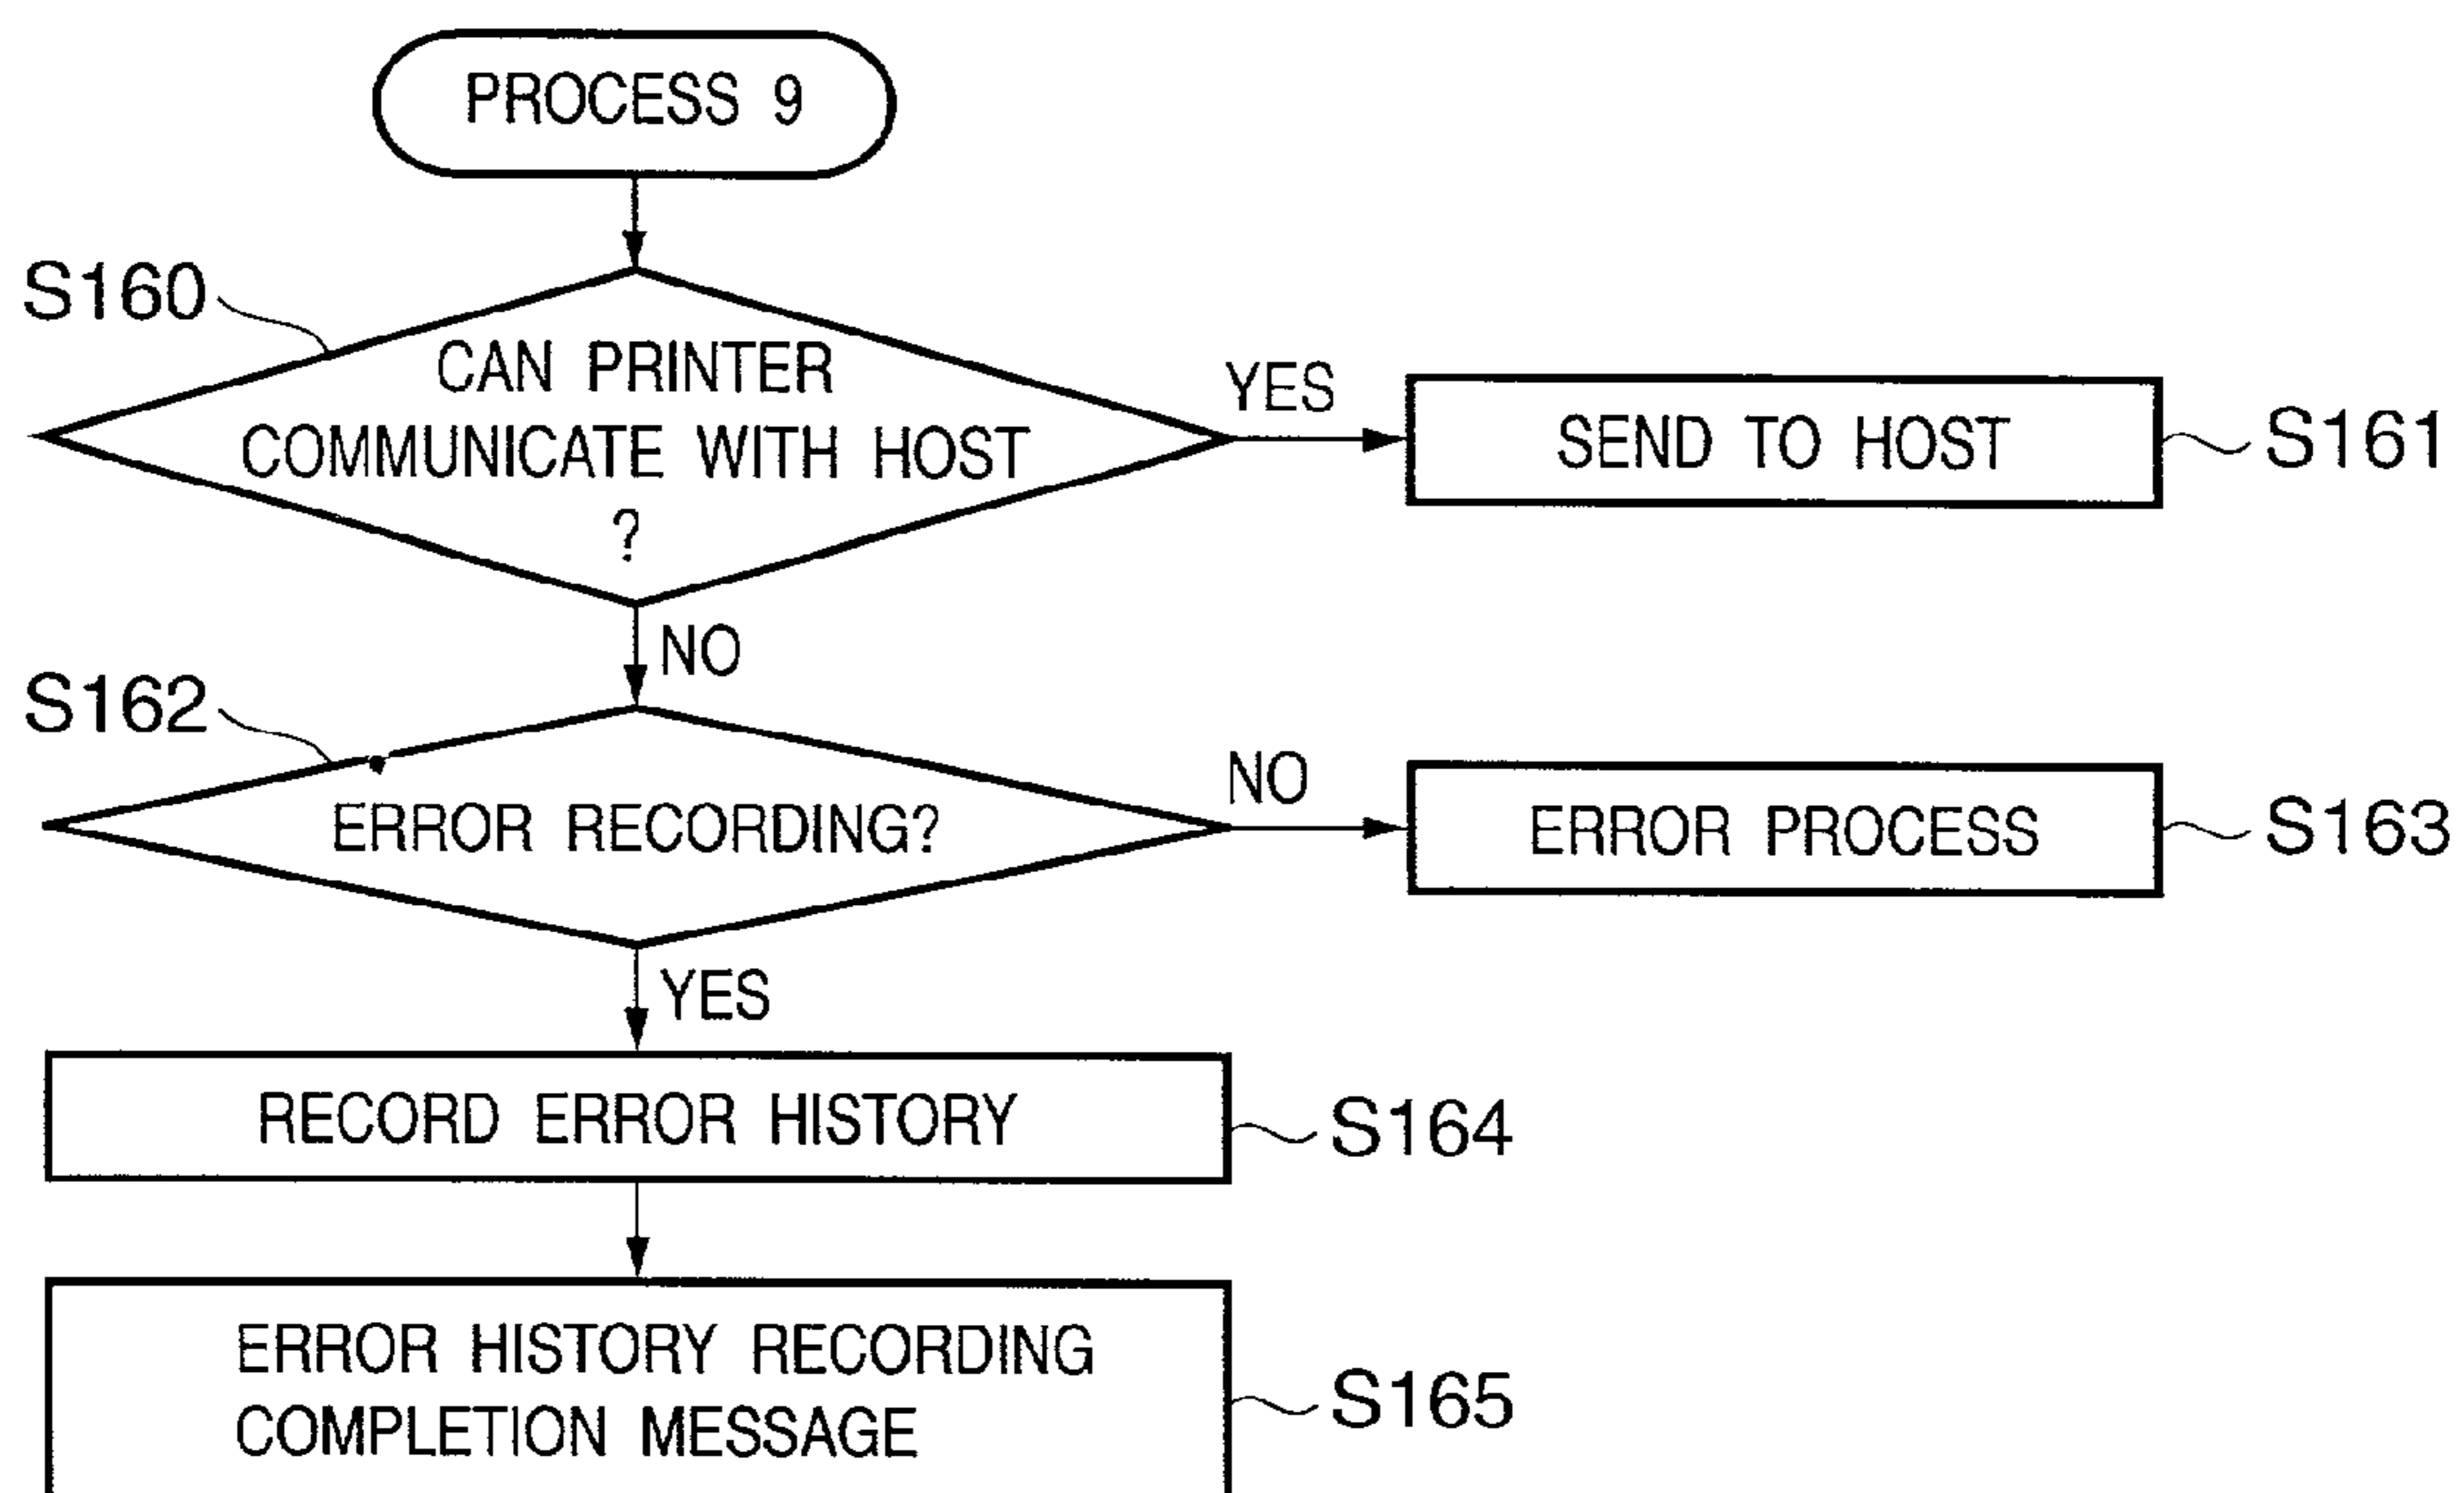 PROCESS 9
S160
CAN PRINTER
COMMUNICATE WITH HOST
?
YES
SEND TO HOST
S161
NO
S162
ERROR RECORDING?
NO
ERROR PROCESS
S163
YES
RECORD ERROR HISTORY
S164
ERROR HISTORY RECORDING
COMPLETION MESSAGE
S165